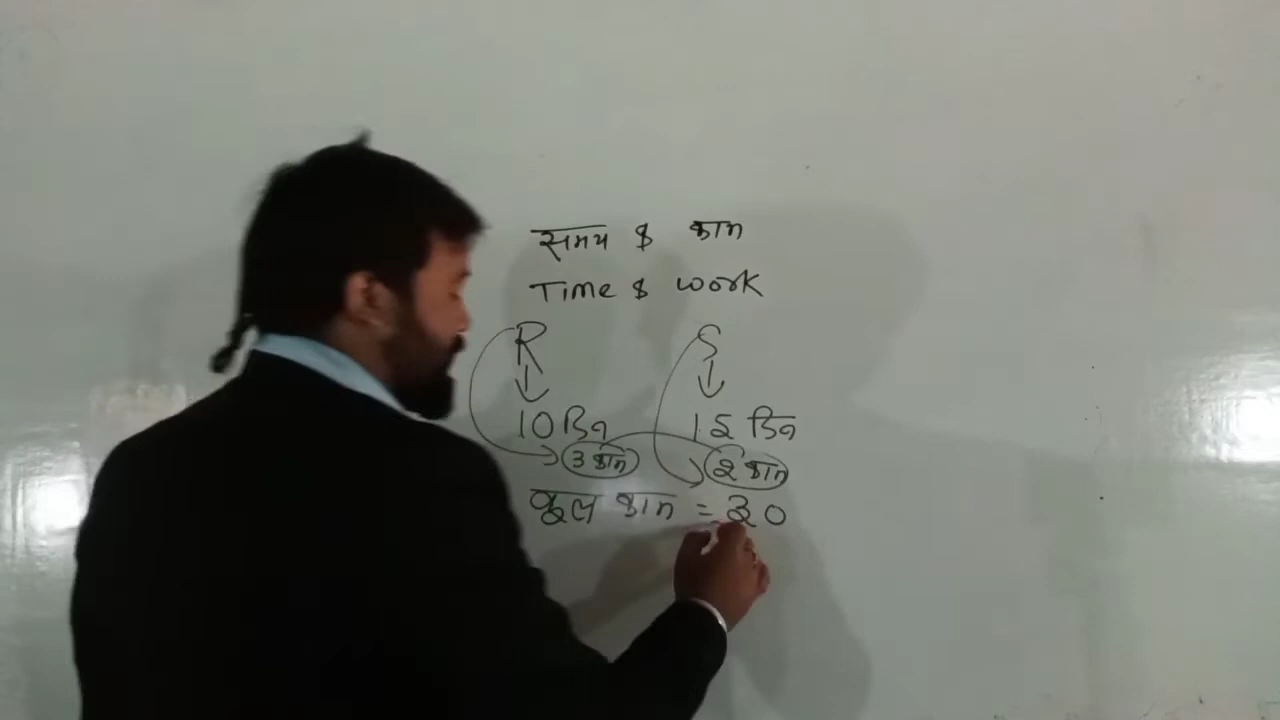 समय & काम
Time & work
R S
10 दिन 15 दिन
3 काम 2 काम
कुल काम = 30